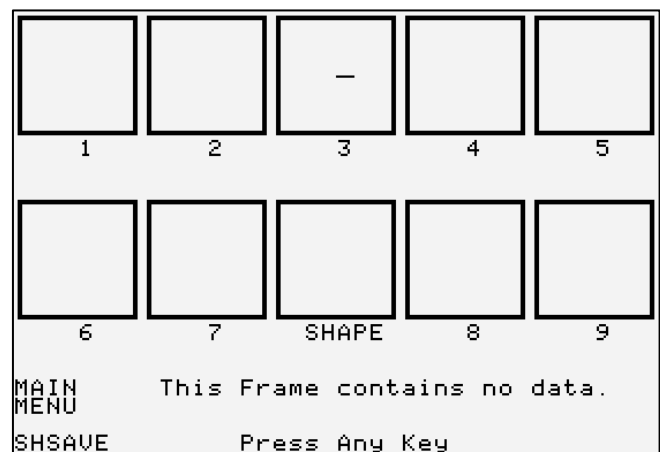 1 2 3 4 5
6 7 SHAPE 8 9
MAIN This Frame contains no data.
MENU
SHSAVE Press Any Key